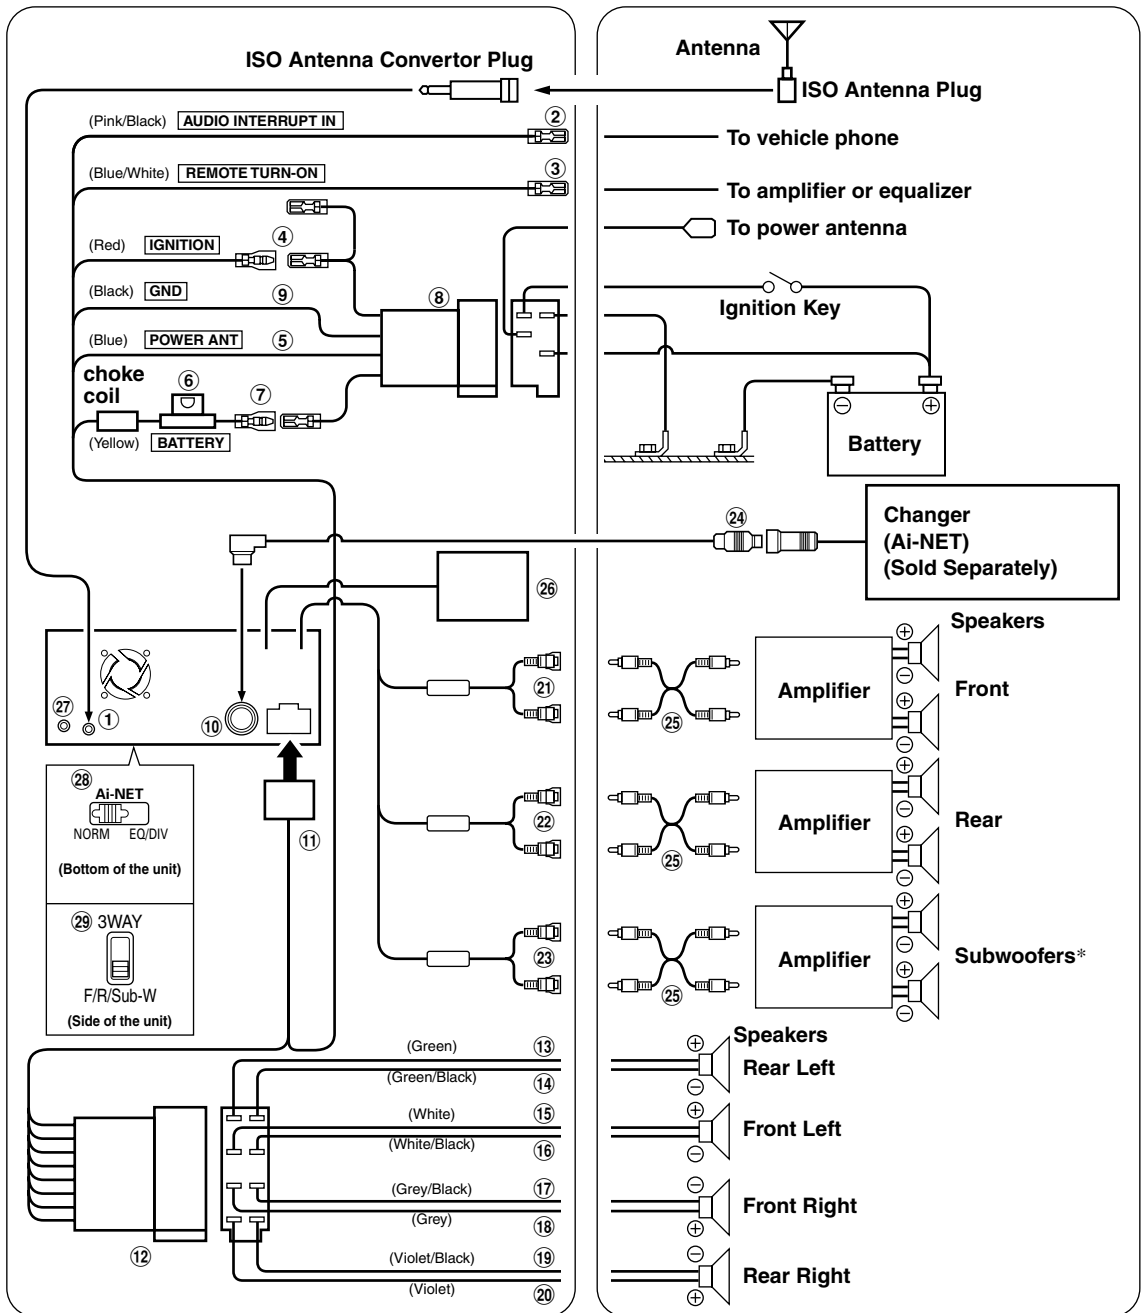 Antenna
ISO Antenna Convertor Plug
ISO Antenna Plug
(Pink/Black) AUDIO INTERRUPT IN
②
To vehicle phone
(Blue/White) REMOTE TURN-ON
③
To amplifier or equalizer
To power antenna
(Red) IGNITION
④
(Black) GND
⑨
⑧
Ignition Key
(Blue) POWER ANT
⑤
choke
coil
⑥
⑦
(Yellow) BATTERY
⊖ ⊕
Battery
㉔
Changer
(Ai-NET)
(Sold Separately)
㉖
Speakers
㉗
①
⑩
㉑
㉕
Amplifier
⊕
⊖
Front
⊕
⊖
㉘
Ai-NET
NORM EQ/DIV
(Bottom of the unit)
⑪
㉒
㉕
Amplifier
⊕
⊖
Rear
⊕
⊖
㉙ 3WAY
F/R/Sub-W
(Side of the unit)
㉓
㉕
Amplifier
⊕
⊖
Subwoofers*
⊕
⊖
Speakers
(Green) ⑬ ⊕
Rear Left
(Green/Black) ⑭ ⊖
(White) ⑮ ⊕
Front Left
(White/Black) ⑯ ⊖
(Grey/Black) ⑰ ⊖
Front Right
(Grey) ⑱ ⊕
⑫
(Violet/Black) ⑲ ⊖
Rear Right
(Violet) ⑳ ⊕